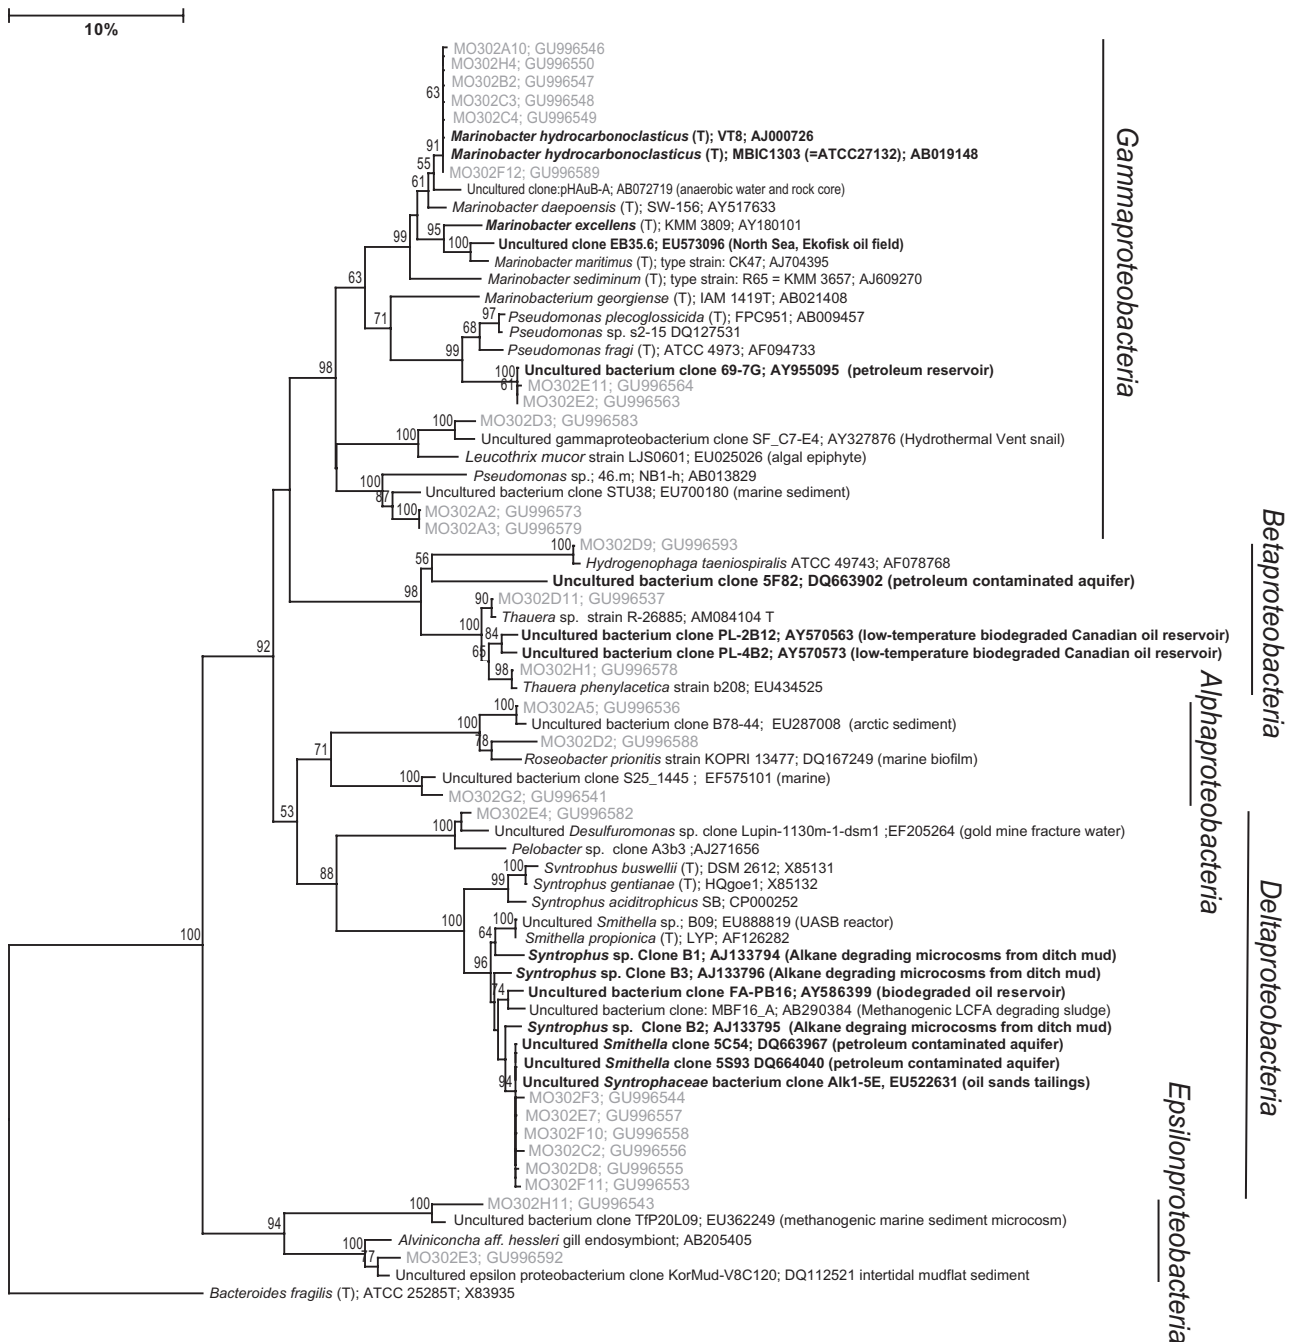 10%
MO302A10; GU996546
MO302H4; GU996550
MO302B2; GU996547
63
MO302C3; GU996548
MO302C4; GU996549
Marinobacter hydrocarbonoclasticus (T); VT8; AJ000726
91
Marinobacter hydrocarbonoclasticus (T); MBIC1303 (=ATCC27132); AB019148
55
MO302F12; GU996589
61
Uncultured clone:pHAuB-A; AB072719 (anaerobic water and rock core)
Marinobacter daepoensis (T); SW-156; AY517633
Marinobacter excellens (T); KMM 3809; AY180101
95
99
100
Uncultured clone EB35.6; EU573096 (North Sea, Ekofisk oil field)
Marinobacter maritimus (T); type strain: CK47; AJ704395
Marinobacter sediminum (T); type strain: R65 = KMM 3657; AJ609270
63
Marinobacterium georgiense (T); IAM 1419T; AB021408
71
97
Pseudomonas plecoglossicida (T); FPC951; AB009457
68
Pseudomonas sp. s2-15 DQ127531
99
Pseudomonas fragi (T); ATCC 4973; AF094733
98
100
Uncultured bacterium clone 69-7G; AY955095 (petroleum reservoir)
61
MO302E11; GU996564
MO302E2; GU996563
100
MO302D3; GU996583
100
Uncultured gammaproteobacterium clone SF_C7-E4; AY327876 (Hydrothermal Vent snail)
Leucothrix mucor strain LJS0601; EU025026 (algal epiphyte)
Pseudomonas sp.; 46.m; NB1-h; AB013829
100
87
Uncultured bacterium clone STU38; EU700180 (marine sediment)
100
MO302A2; GU996573
MO302A3; GU996579
Gammaproteobacteria
100
MO302D9; GU996593
56
Hydrogenophaga taeniospiralis ATCC 49743; AF078768
Uncultured bacterium clone 5F82; DQ663902 (petroleum contaminated aquifer)
98
90
MO302D11; GU996537
Thauera sp. strain R-26885; AM084104 T
100
84
Uncultured bacterium clone PL-2B12; AY570563 (low-temperature biodegraded Canadian oil reservoir)
65
Uncultured bacterium clone PL-4B2; AY570573 (low-temperature biodegraded Canadian oil reservoir)
98
MO302H1; GU996578
Thauera phenylacetica strain b208; EU434525
Betaproteobacteria
92
100
MO302A5; GU996536
100
Uncultured bacterium clone B78-44; EU287008 (arctic sediment)
78
MO302D2; GU996588
71
Roseobacter prionitis strain KOPRI 13477; DQ167249 (marine biofilm)
100
Uncultured bacterium clone S25_1445 ; EF575101 (marine)
MO302G2; GU996541
Alphaproteobacteria
53
MO302E4; GU996582
100
Uncultured Desulfuromonas sp. clone Lupin-1130m-1-dsm1 ;EF205264 (gold mine fracture water)
Pelobacter sp. clone A3b3 ;AJ271656
88
100
Svntrophus buswellii (T); DSM 2612; X85131
99
Syntrophus gentianae (T); HQgoe1; X85132
Syntrophus aciditrophicus SB; CP000252
100
100
Uncultured Smithella sp.; B09; EU888819 (UASB reactor)
64
Smithella propionica (T); LYP; AF126282
Syntrophus sp. Clone B1; AJ133794 (Alkane degrading microcosms from ditch mud)
96
Syntrophus sp. Clone B3; AJ133796 (Alkane degrading microcosms from ditch mud)
74
Uncultured bacterium clone FA-PB16; AY586399 (biodegraded oil reservoir)
Uncultured bacterium clone: MBF16_A; AB290384 (Methanogenic LCFA degrading sludge)
Syntrophus sp. Clone B2; AJ133795 (Alkane degraing microcosms from ditch mud)
Uncultured Smithella clone 5C54; DQ663967 (petroleum contaminated aquifer)
Uncultured Smithella clone 5S93 DQ664040 (petroleum contaminated aquifer)
94
Uncultured Syntrophaceae bacterium clone Alk1-5E, EU522631 (oil sands tailings)
MO302F3; GU996544
MO302E7; GU996557
MO302F10; GU996558
MO302C2; GU996556
MO302D8; GU996555
MO302F11; GU996553
Deltaproteobacteria
100
100
MO302H11; GU996543
94
Uncultured bacterium clone TfP20L09; EU362249 (methanogenic marine sediment microcosm)
100
Alviniconcha aff. hessleri gill endosymbiont; AB205405
77
MO302E3; GU996592
Uncultured epsilon proteobacterium clone KorMud-V8C120; DQ112521 intertidal mudflat sediment
Epsilonproteobacteria
Bacteroides fragilis (T); ATCC 25285T; X83935